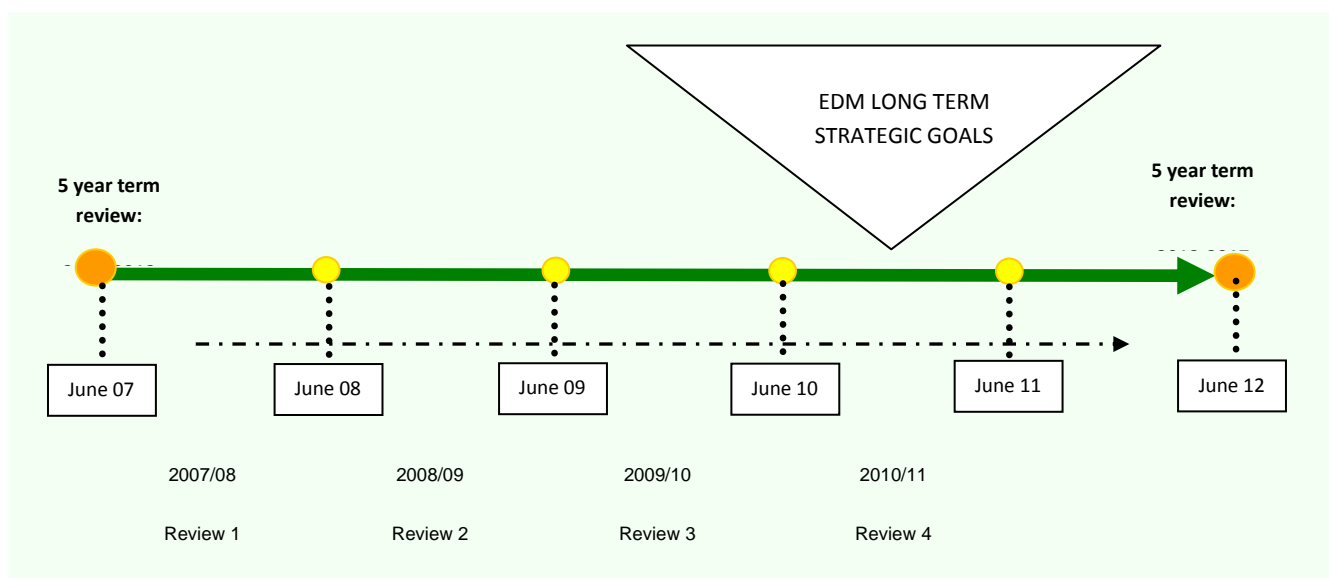 EDM LONG TERM
STRATEGIC GOALS
5 year term
review:
5 year term
review:
June 07
June 08
June 09
June 10
June 11
June 12
2007/08
2008/09
2009/10
2010/11
Review 1
Review 2
Review 3
Review 4